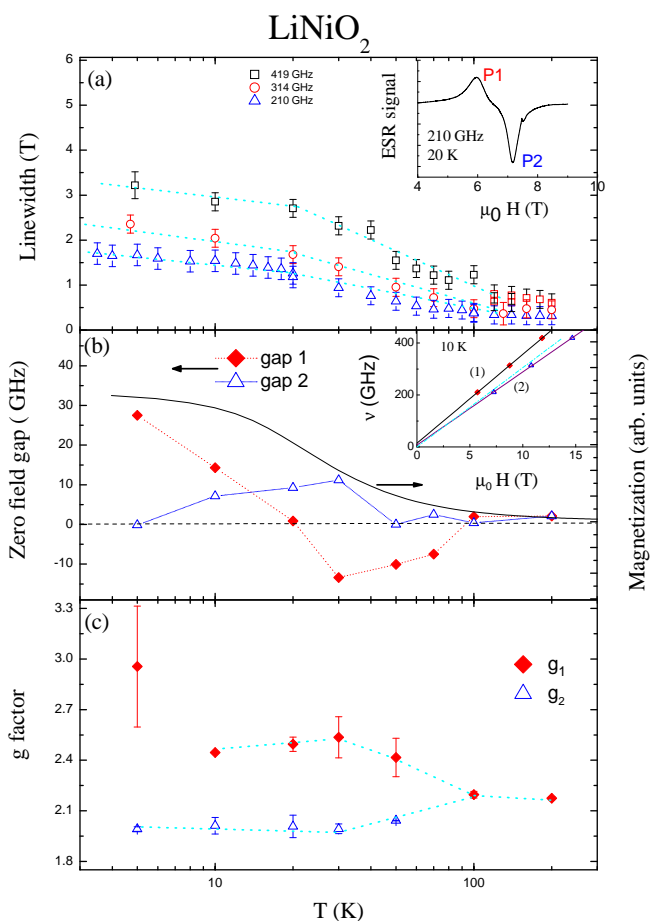 LiNiO2
(a)
419 GHz
314 GHz
210 GHz
P1
P2
210 GHz
20 K
ESR signal
4 6 8 10
μ0 H (T)
Linewidth (T)
6
5
4
3
2
1
0
(b)
gap 1
gap 2
10 K
(1)
(2)
ν (GHz)
400
200
0
0 5 10 15
μ0 H (T)
Zero field gap ( GHz)
40
30
20
10
0
-10
Magnetization (arb. units)
(c)
g1
g2
g factor
3.3
3.0
2.7
2.4
2.1
1.8
10 100
T (K)